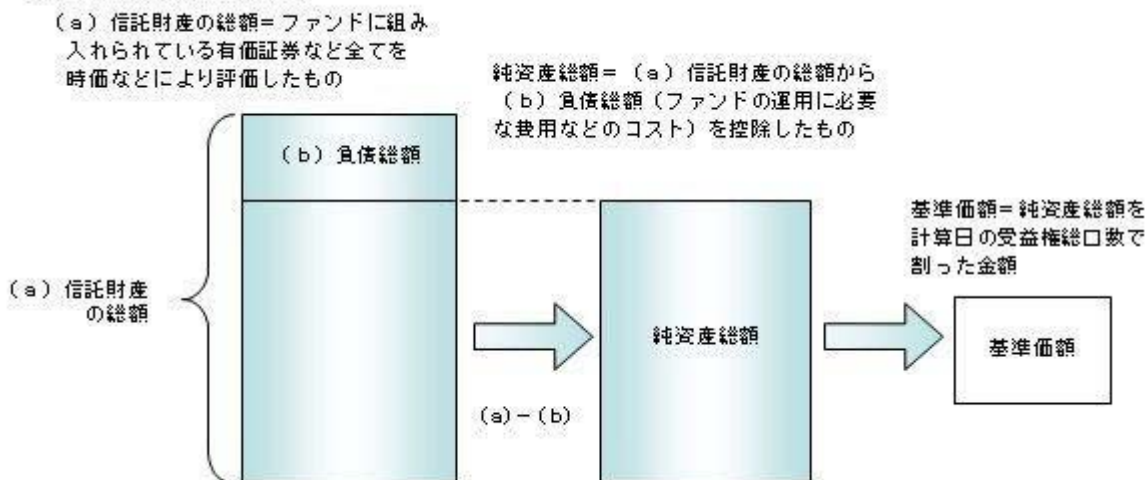 （a）信託財産の総額＝ファンドに組み
入れられている有価証券など全てを
時価などにより評価したもの
純資産総額＝（a）信託財産の総額から
（b）負債総額（ファンドの運用に必要
な費用などのコスト）を控除したもの
（b）負債総額
基準価額＝純資産総額を
計算日の受益権総口数で
割った金額
（a）信託財産
の総額
純資産総額
基準価額
（a）－（b）